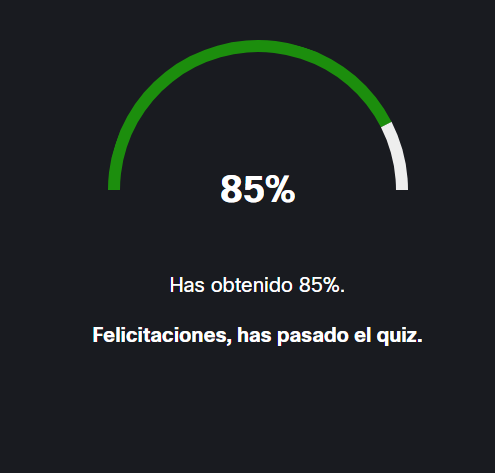 85%
Has obtenido 85%.
Felicitaciones, has pasado el quiz.